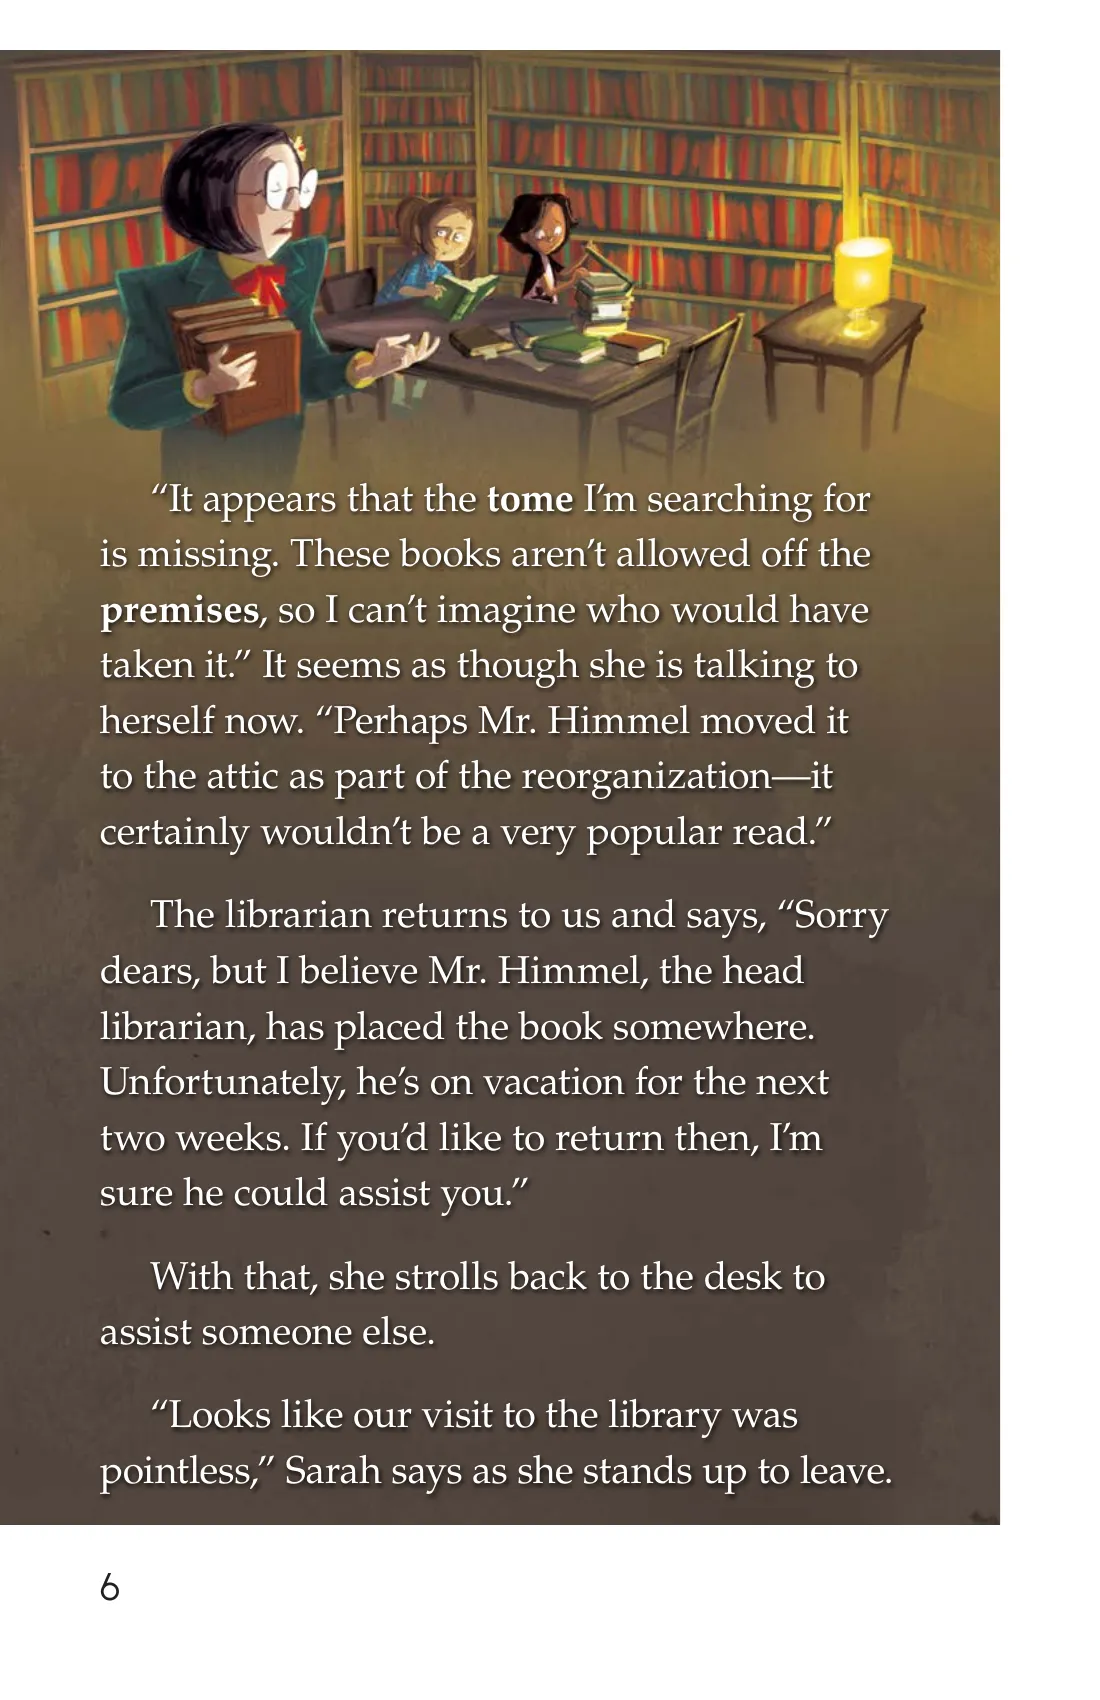 “It appears that the tome I’m searching for
is missing. These books aren’t allowed off the
premises, so I can’t imagine who would have
taken it.” It seems as though she is talking to
herself now. “Perhaps Mr. Himmel moved it
to the attic as part of the reorganization—it
certainly wouldn’t be a very popular read.”
The librarian returns to us and says, “Sorry
dears, but I believe Mr. Himmel, the head
librarian, has placed the book somewhere.
Unfortunately, he’s on vacation for the next
two weeks. If you’d like to return then, I’m
sure he could assist you.”
With that, she strolls back to the desk to
assist someone else.
“Looks like our visit to the library was
pointless,” Sarah says as she stands up to leave.
6